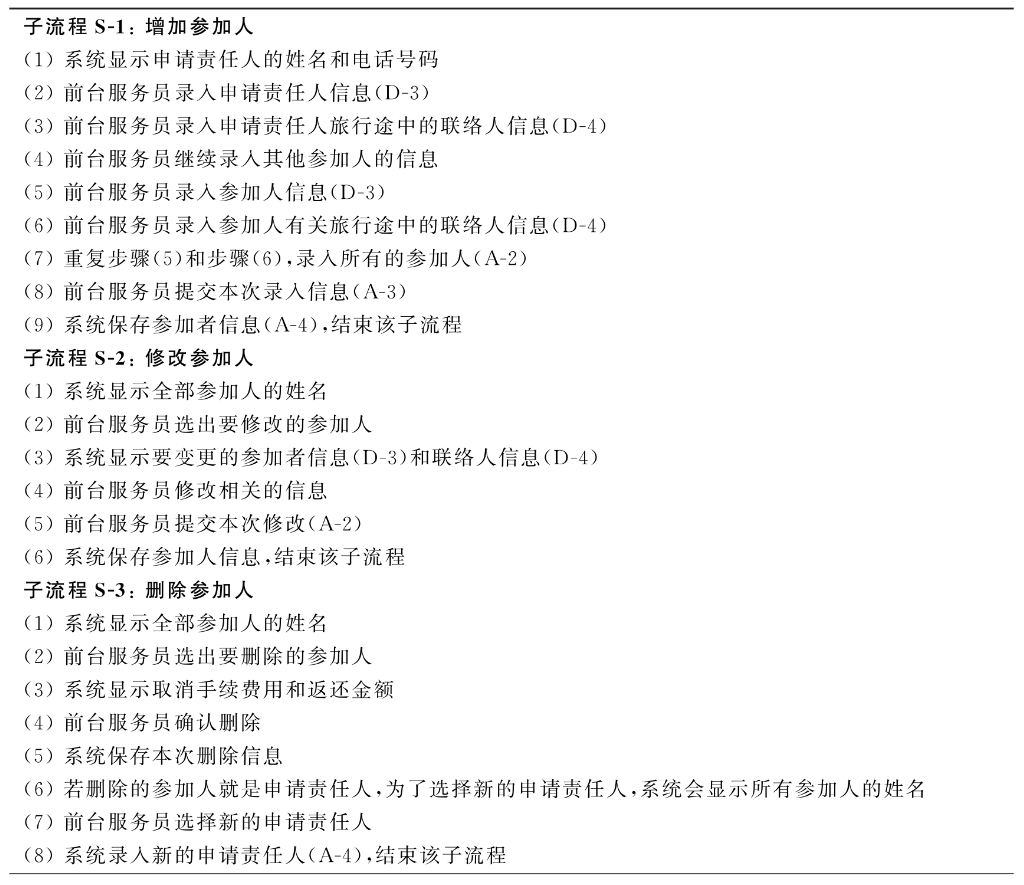 子流程 S-1：增加参加人
(1) 系统显示申请责任人的姓名和电话号码
(2) 前台服务员录入申请责任人信息(D-3)
(3) 前台服务员录入申请责任人旅行途中的联络人信息(D-4)
(4) 前台服务员继续录入其他参加人的信息
(5) 前台服务员录入参加人信息(D-3)
(6) 前台服务员录入参加人有关旅行途中的联络人信息(D-4)
(7) 重复步骤(5)和步骤(6),录入所有的参加人(A-2)
(8) 前台服务员提交本次录入信息(A-3)
(9) 系统保存参加者信息(A-4),结束该子流程
子流程 S-2：修改参加人
(1) 系统显示全部参加人的姓名
(2) 前台服务员选出要修改的参加人
(3) 系统显示要变更的参加者信息(D-3)和联络人信息(D-4)
(4) 前台服务员修改相关的信息
(5) 前台服务员提交本次修改(A-2)
(6) 系统保存参加人信息,结束该子流程
子流程 S-3：删除参加人
(1) 系统显示全部参加人的姓名
(2) 前台服务员选出要删除的参加人
(3) 系统显示取消手续费用和返还金额
(4) 前台服务员确认删除
(5) 系统保存本次删除信息
(6) 若删除的参加人就是申请责任人,为了选择新的申请责任人,系统会显示所有参加人的姓名
(7) 前台服务员选择新的申请责任人
(8) 系统录入新的申请责任人(A-4),结束该子流程